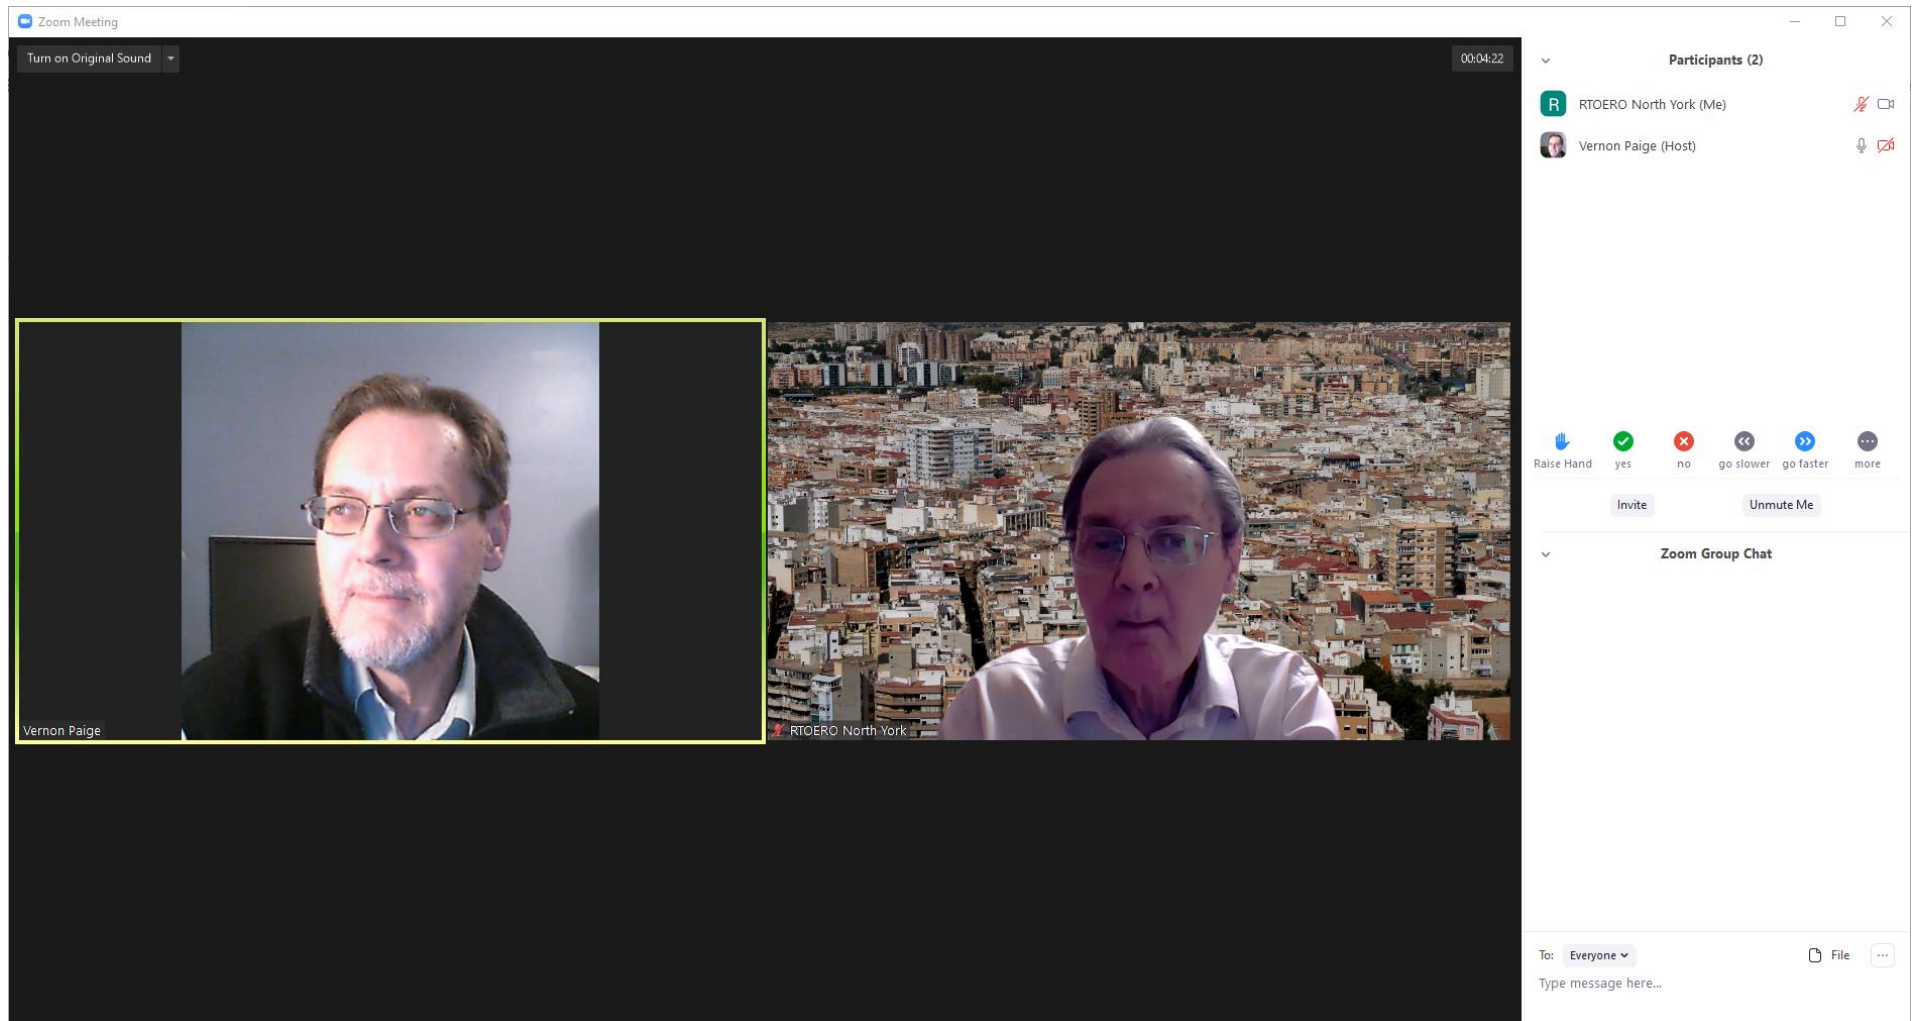 Zoom Meeting
Turn on Original Sound
00:04:22
Vernon Paige
RTOERO North York
Participants (2)
R RTOERO North York (Me)
Vernon Paige (Host)
Raise Hand yes no go slower go faster more
Invite Unmute Me
Zoom Group Chat
To: Everyone File
Type message here...